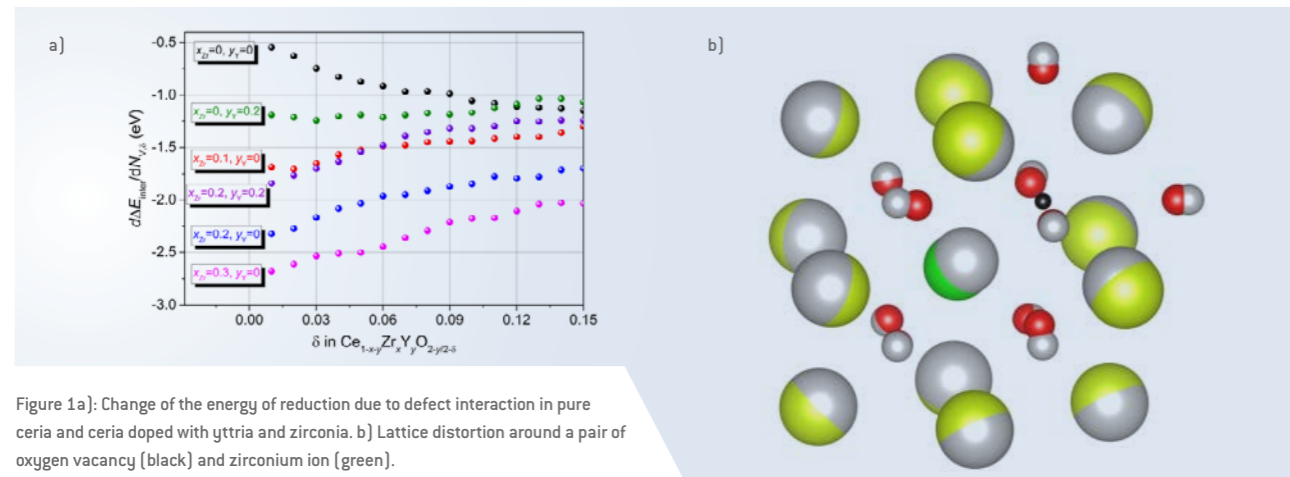 a)
b)
-0.5
-1.0
-1.5
-2.0
-2.5
-3.0
dΔE_inter/dN_V,δ (eV)
x_Zr=0, y_Y=0
x_Zr=0, y_Y=0.2
x_Zr=0.1, y_Y=0
x_Zr=0.2, y_Y=0.2
x_Zr=0.2, y_Y=0
x_Zr=0.3, y_Y=0
0.00 0.03 0.06 0.09 0.12 0.15
δ in Ce_1-x-yZr_xY_yO_2-y/2-δ
Figure 1a): Change of the energy of reduction due to defect interaction in pure
ceria and ceria doped with yttria and zirconia. b) Lattice distortion around a pair of
oxygen vacancy (black) and zirconium ion (green).